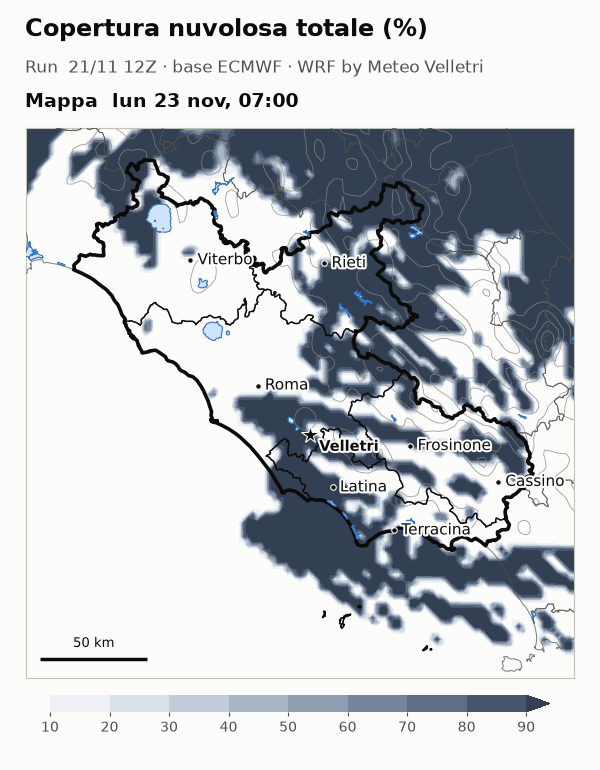 Copertura nuvolosa totale (%)
Run  21/11 12Z · base ECMWF · WRF by Meteo Velletri
Mappa  lun 23 nov, 07:00
Viterbo
Rieti
Roma
Velletri
Frosinone
Cassino
Latina
Terracina
50 km
10 20 30 40 50 60 70 80 90